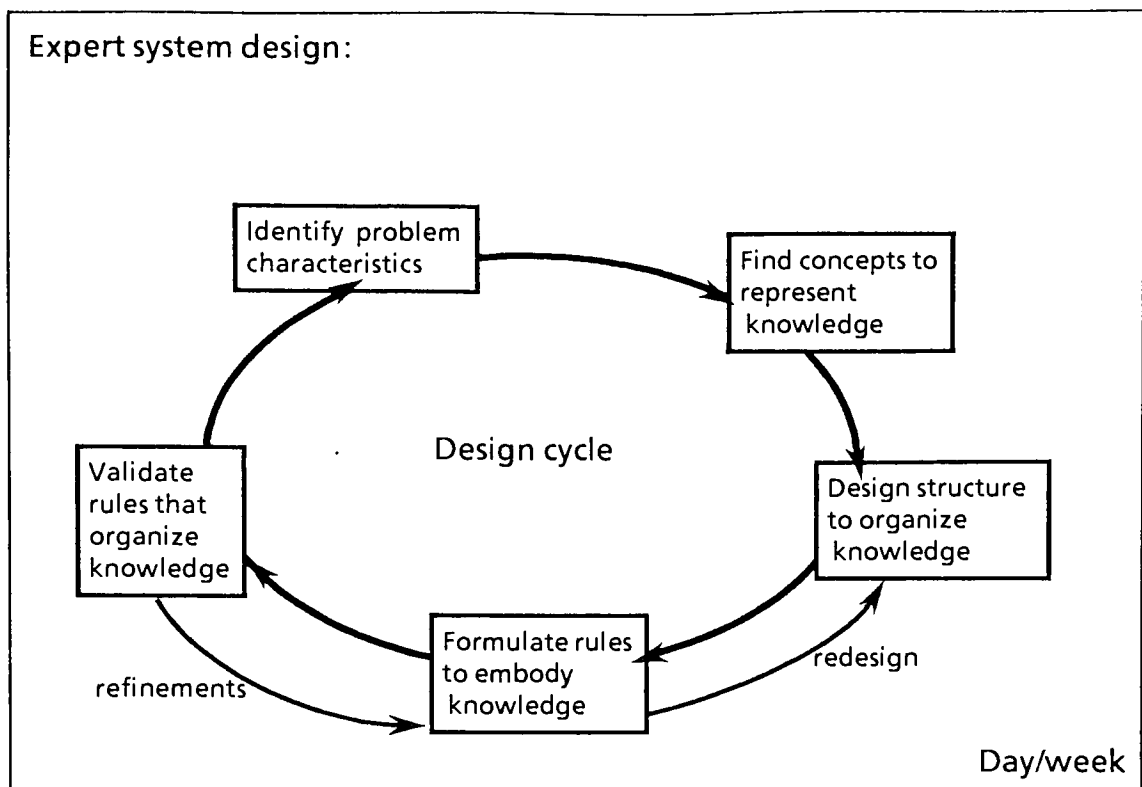 Expert system design:
Identify problem
characteristics
Find concepts to
represent
knowledge
Design cycle
Validate
rules that
organize
knowledge
Design structure
to organize
knowledge
Formulate rules
to embody
knowledge
refinements
redesign
Day/week